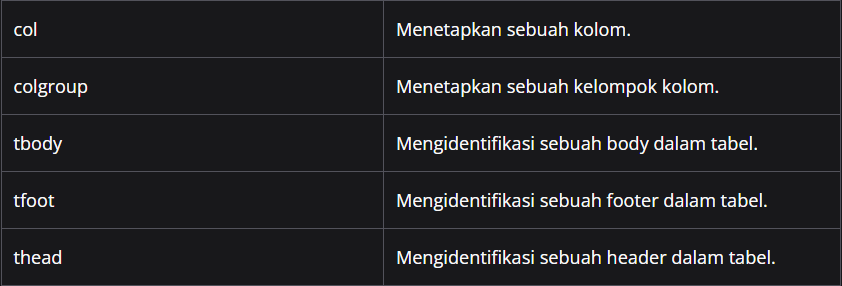 col Menetapkan sebuah kolom.
colgroup Menetapkan sebuah kelompok kolom.
tbody Mengidentifikasi sebuah body dalam tabel.
tfoot Mengidentifikasi sebuah footer dalam tabel.
thead Mengidentifikasi sebuah header dalam tabel.